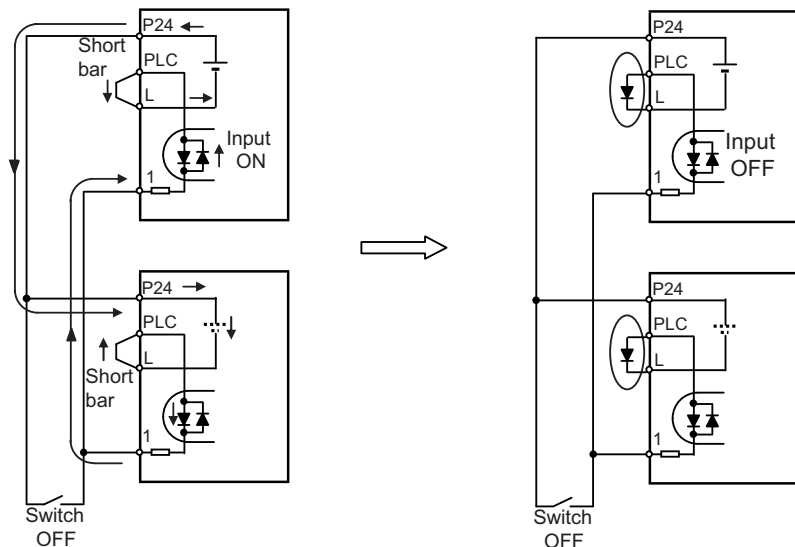 P24
Short
bar
PLC
L
Input
ON
1
P24
PLC
L
Short
bar
1
Switch
OFF
P24
PLC
L
Input
OFF
1
P24
PLC
L
1
Switch
OFF